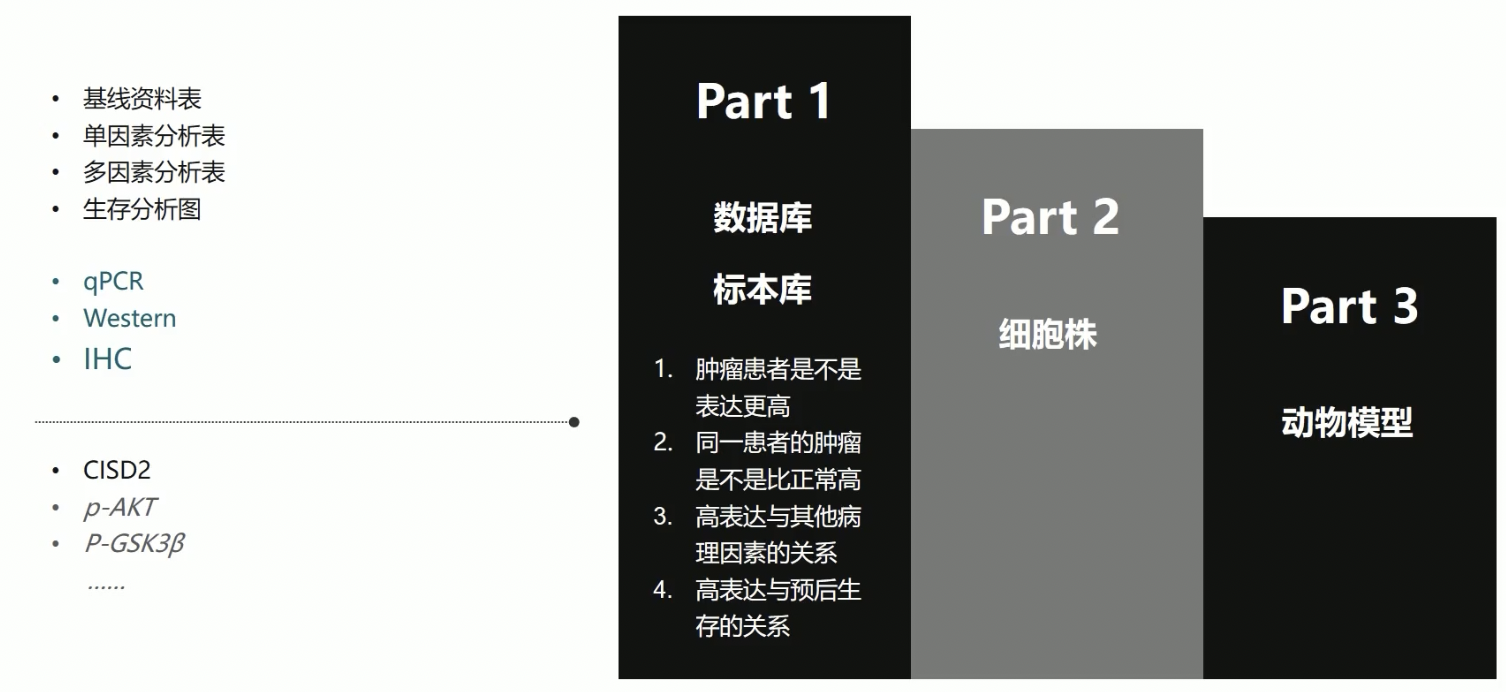 • 基线资料表
• 单因素分析表
• 多因素分析表
• 生存分析图
• qPCR
• Western
• IHC
• CISD2
• p-AKT
• P-GSK3β
......
Part 1
数据库
标本库
1. 肿瘤患者是不是
表达更高
2. 同一患者的肿瘤
是不是比正常高
3. 高表达与其他病
理因素的关系
4. 高表达与预后生
存的关系
Part 2
细胞株
Part 3
动物模型